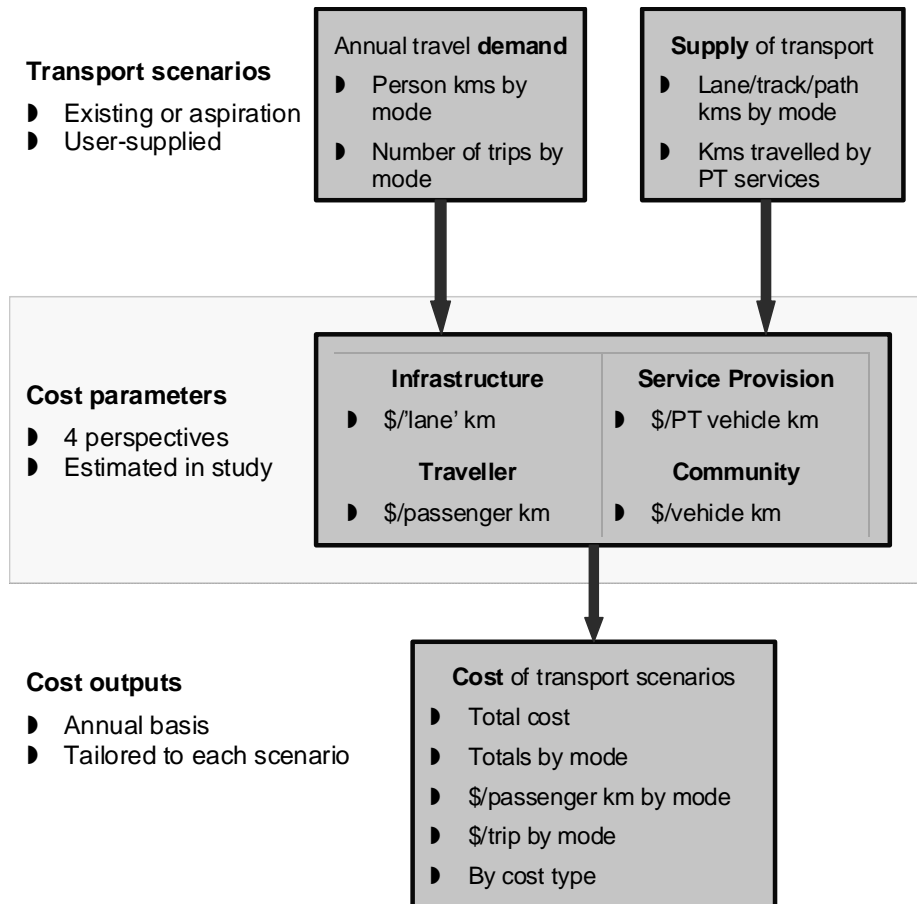 Transport scenarios
◗ Existing or aspiration
◗ User-supplied
Annual travel demand
◗ Person kms by
mode
◗ Number of trips by
mode
Supply of transport
◗ Lane/track/path
kms by mode
◗ Kms travelled by
PT services
Cost parameters
◗ 4 perspectives
◗ Estimated in study
Infrastructure
◗ $/'lane' km
Service Provision
◗ $/PT vehicle km
Traveller
◗ $/passenger km
Community
◗ $/vehicle km
Cost outputs
◗ Annual basis
◗ Tailored to each scenario
Cost of transport scenarios
◗ Total cost
◗ Totals by mode
◗ $/passenger km by mode
◗ $/trip by mode
◗ By cost type